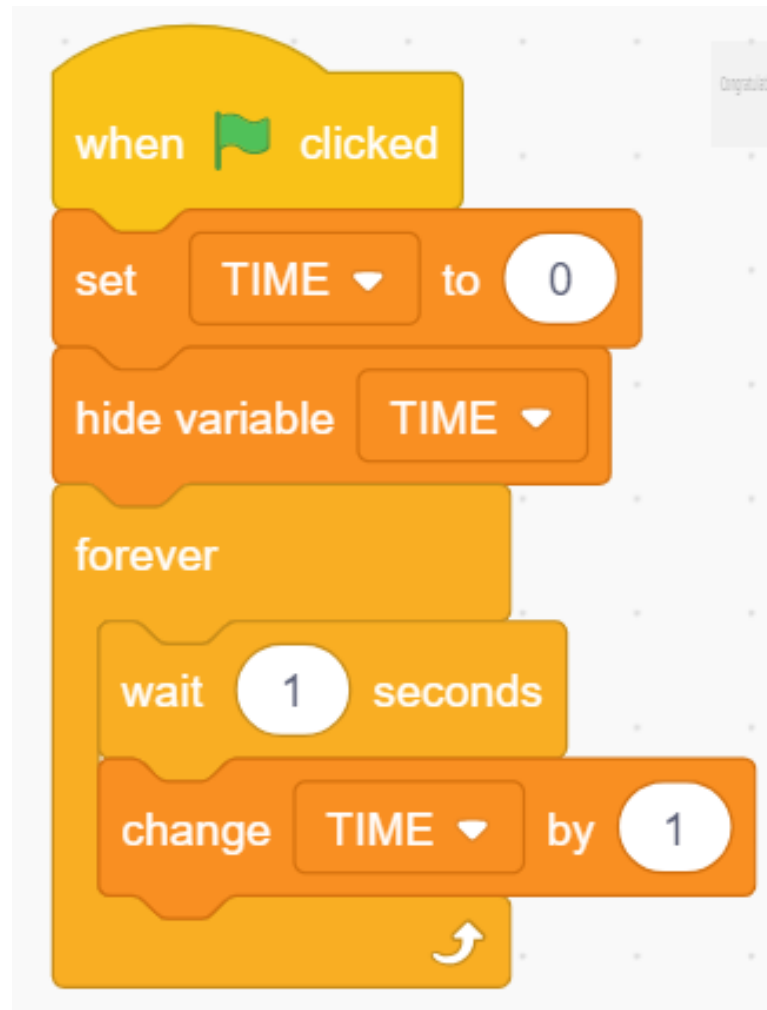 when clicked
set TIME to 0
hide variable TIME
forever
wait 1 seconds
change TIME by 1